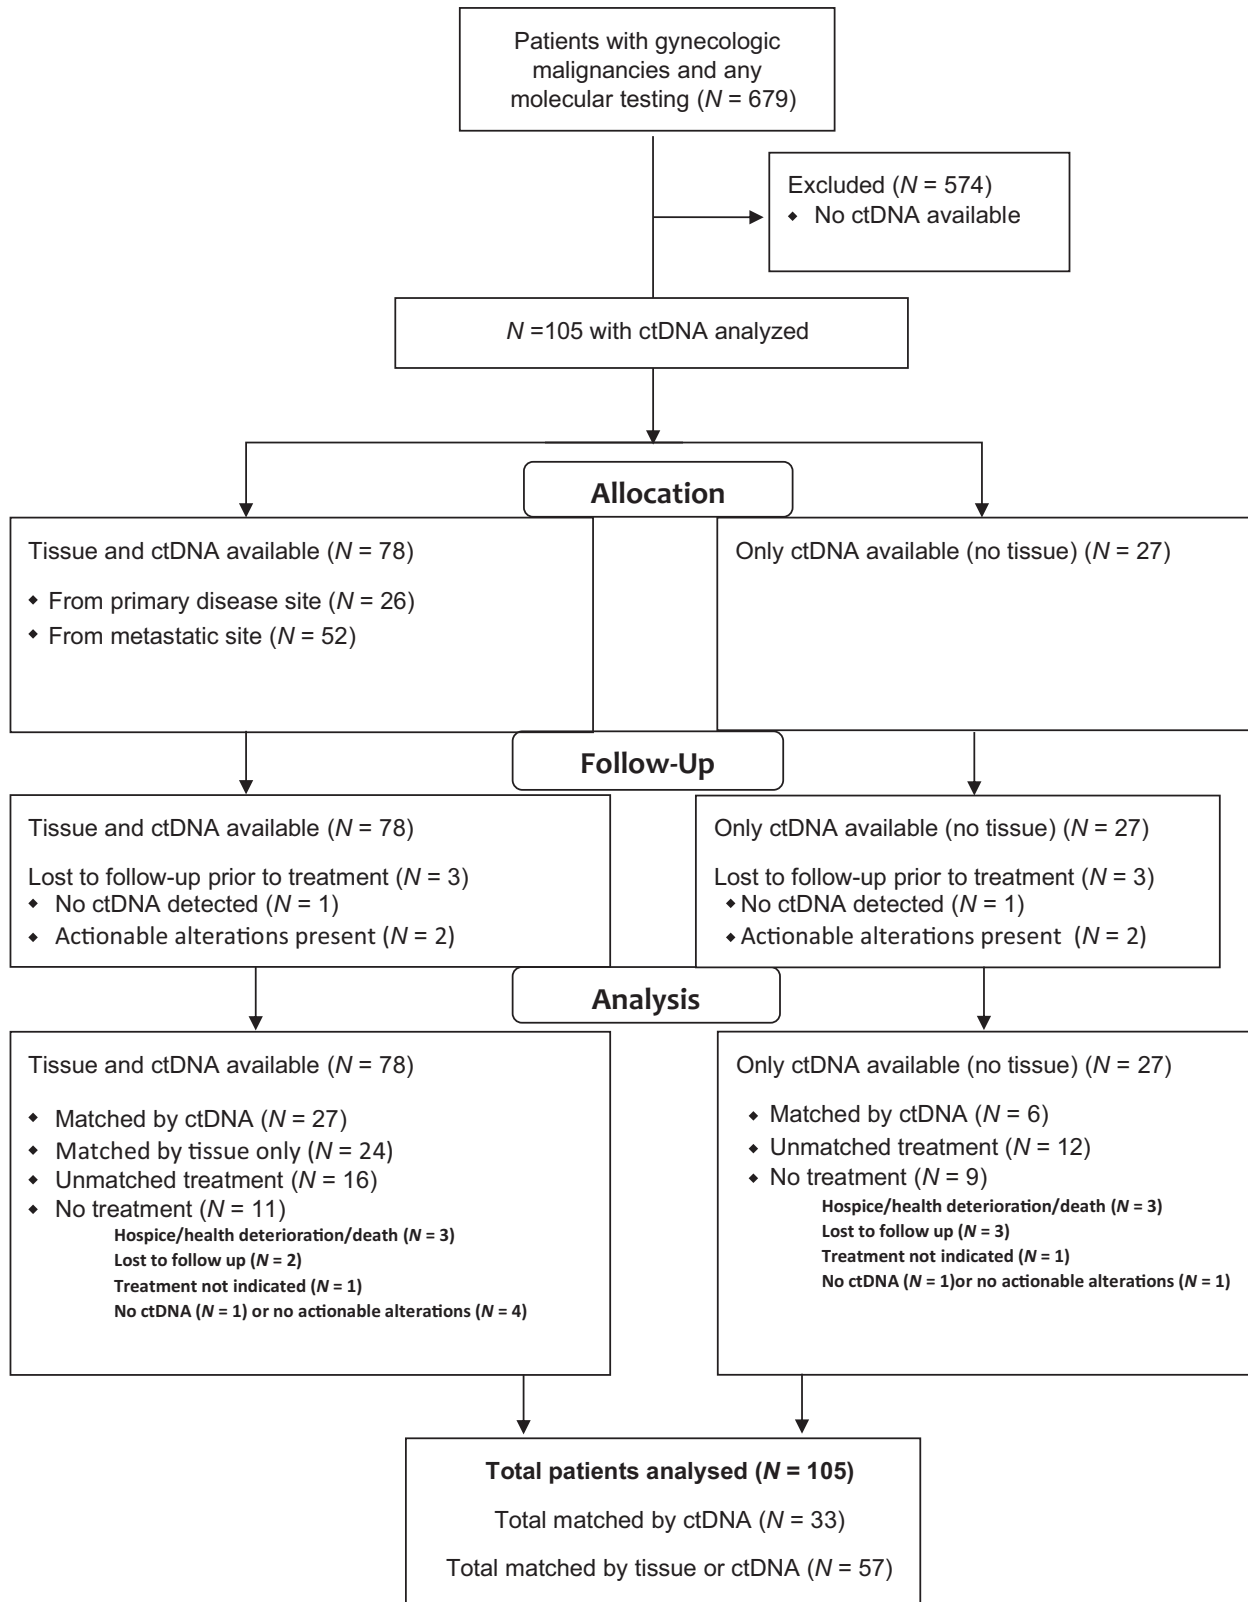 Patients with gynecologic
malignancies and any
molecular testing (N = 679)
Excluded (N = 574)
◆ No ctDNA available
N =105 with ctDNA analyzed
Allocation
Tissue and ctDNA available (N = 78)
◆ From primary disease site (N = 26)
◆ From metastatic site (N = 52)
Only ctDNA available (no tissue) (N = 27)
Follow-Up
Tissue and ctDNA available (N = 78)
Lost to follow-up prior to treatment (N = 3)
◆ No ctDNA detected (N = 1)
◆ Actionable alterations present (N = 2)
Only ctDNA available (no tissue) (N = 27)
Lost to follow-up prior to treatment (N = 3)
◆ No ctDNA detected (N = 1)
◆ Actionable alterations present (N = 2)
Analysis
Tissue and ctDNA available (N = 78)
◆ Matched by ctDNA (N = 27)
◆ Matched by tissue only (N = 24)
◆ Unmatched treatment (N = 16)
◆ No treatment (N = 11)
Hospice/health deterioration/death (N = 3)
Lost to follow up (N = 2)
Treatment not indicated (N = 1)
No ctDNA (N = 1) or no actionable alterations (N = 4)
Only ctDNA available (no tissue) (N = 27)
◆ Matched by ctDNA (N = 6)
◆ Unmatched treatment (N = 12)
◆ No treatment (N = 9)
Hospice/health deterioration/death (N = 3)
Lost to follow up (N = 3)
Treatment not indicated (N = 1)
No ctDNA (N = 1)or no actionable alterations (N = 1)
Total patients analysed (N = 105)
Total matched by ctDNA (N = 33)
Total matched by tissue or ctDNA (N = 57)